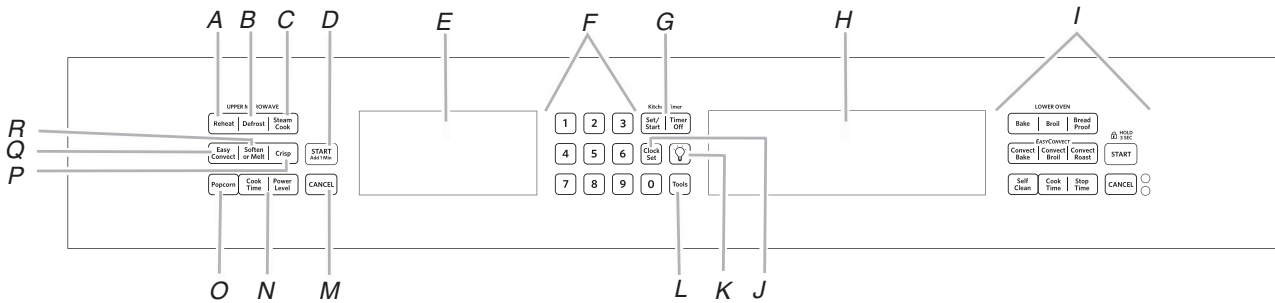 A B C D E F G H I
UPPER MICROWAVE
Reheat Defrost Steam Cook
Easy Convect Soften or Melt Crisp
START
Add 1 Min
Popcorn Cook Time Power Level
CANCEL
1 2 3
4 5 6
7 8 9 0
Kitchen Timer
Set/Start Timer Off
Clock Set
Tools
LOWER OVEN
Bake Broil Bread Proof
EASYCONVECT
Convect Bake Convect Broil Convect Roast
HOLD
3 SEC
START
Self Clean Cook Time Stop Time
CANCEL
R
Q
P
O N M L K J